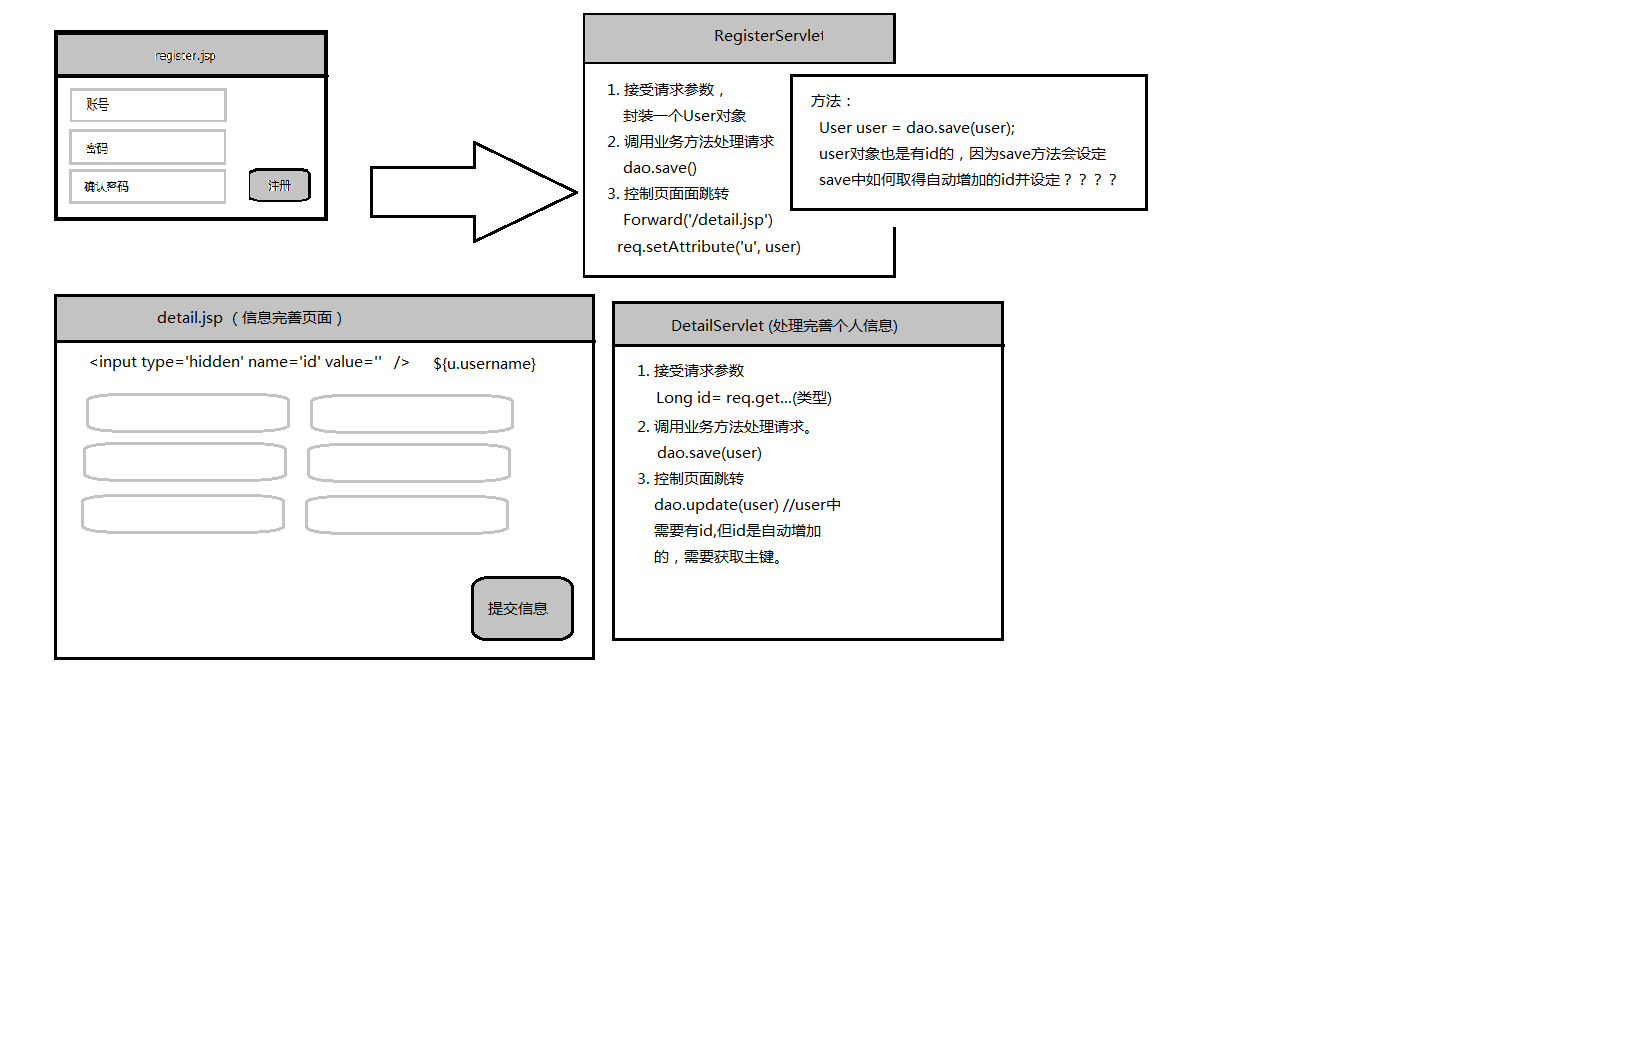 register.jsp
账号
密码
确认密码
注册
RegisterServlet
1. 接受请求参数，
封装一个User对象
2. 调用业务方法处理请求
dao.save()
3. 控制页面面跳转
Forward('/detail.jsp')
req.setAttribute('u', user)
方法：
User user = dao.save(user);
user对象也是有id的，因为save方法会设定
save中如何取得自动增加的id并设定？？？？
detail.jsp （信息完善页面）
<input type='hidden' name='id' value='' /> ${u.username}
提交信息
DetailServlet (处理完善个人信息)
1. 接受请求参数
Long id= req.get...(类型)
2. 调用业务方法处理请求。
dao.save(user)
3. 控制页面跳转
dao.update(user) //user中
需要有id,但id是自动增加
的，需要获取主键。